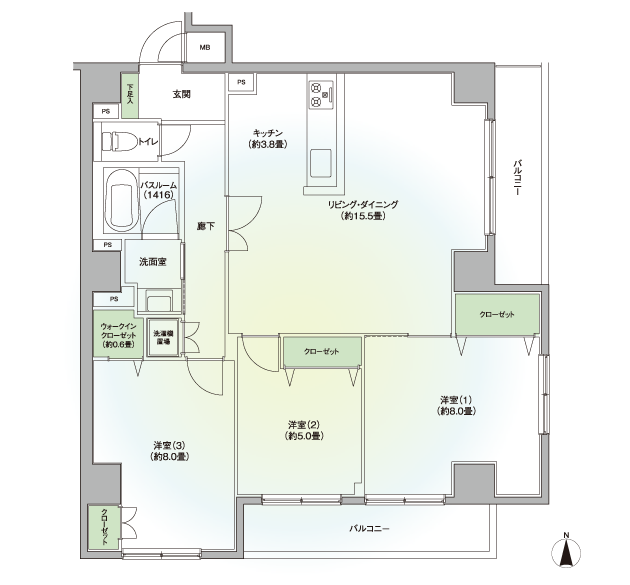 MB
PS
下足入
玄関
PS
トイレ
キッチン
(約3.8畳)
バルコニー
バスルーム
(1416)
リビング・ダイニング
(約15.5畳)
廊下
PS
洗面室
PS
クローゼット
ウォークイン
クローゼット
(約0.6畳)
洗濯機
置場
クローゼット
洋室(1)
(約8.0畳)
洋室(2)
(約5.0畳)
洋室(3)
(約8.0畳)
クローゼット
バルコニー
N